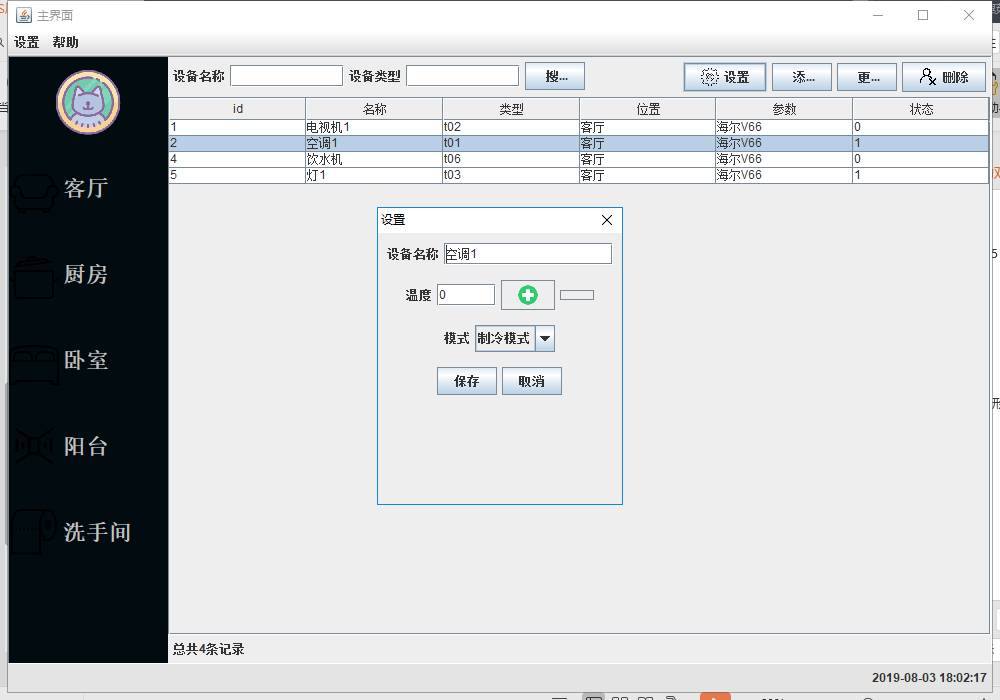 主界面
设置 帮助
设备名称 设备类型 搜... 设置 添... 更... 删除
id 名称 类型 位置 参数 状态
1 电视机1 t02 客厅 海尔V66 0
2 空调1 t01 客厅 海尔V66 1
4 饮水机 t06 客厅 海尔V66 0
5 灯1 t03 客厅 海尔V66 1
客厅
厨房
卧室
阳台
洗手间
设置
设备名称 空调1
温度 0
模式 制冷模式
保存 取消
总共4条记录
2019-08-03 18:02:17